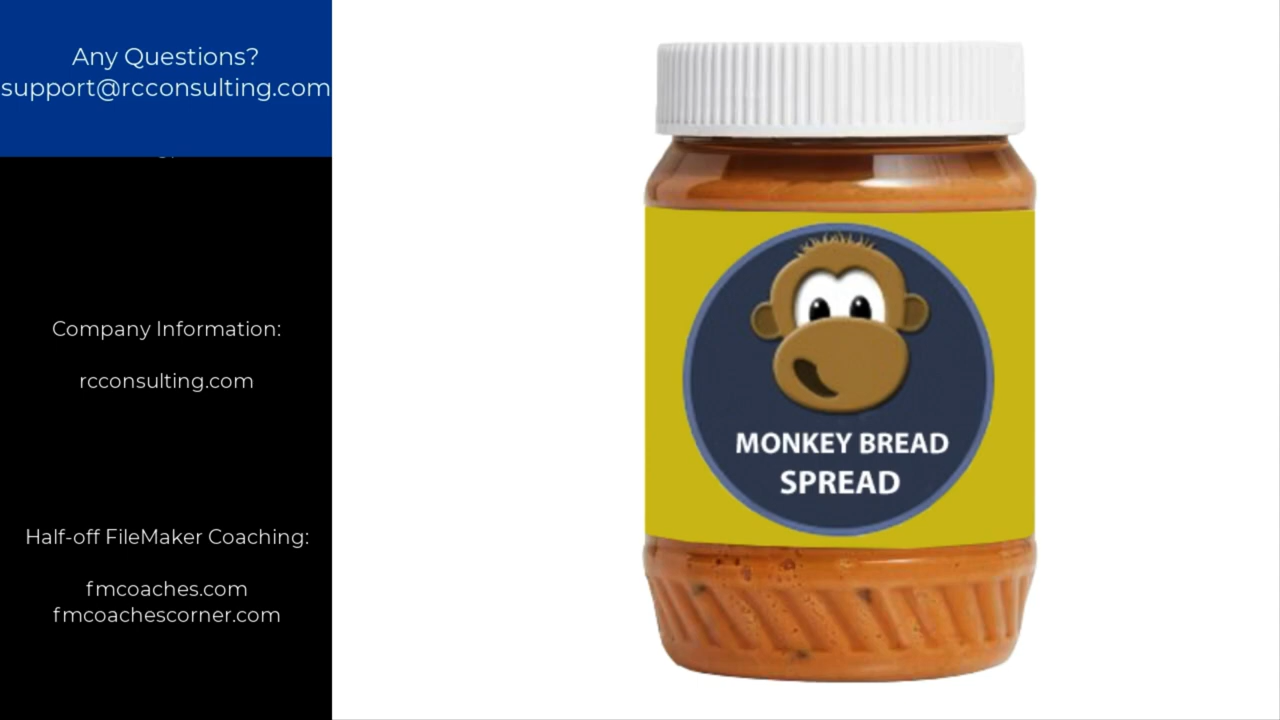 Any Questions?
support@rcconsulting.com
Company Information:
rcconsulting.com
Half-off FileMaker Coaching:
fmcoaches.com
fmcoachescorner.com
MONKEY BREAD
SPREAD